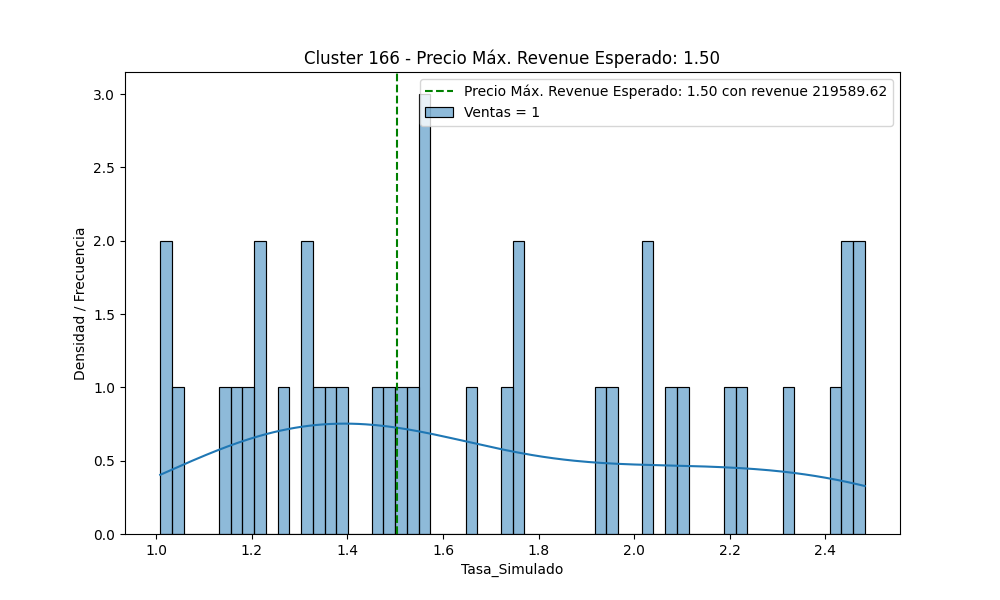 Cluster 166 - Precio Máx. Revenue Esperado: 1.50
Precio Máx. Revenue Esperado: 1.50 con revenue 219589.62
Ventas = 1
Densidad / Frecuencia
3.0
2.5
2.0
1.5
1.0
0.5
0.0
1.0 1.2 1.4 1.6 1.8 2.0 2.2 2.4
Tasa_Simulado